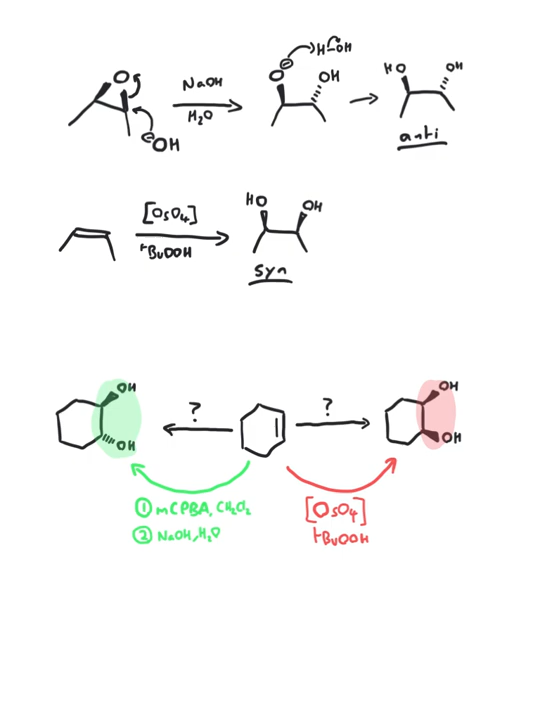 O NaOH O⊖ H-OH OH HO OH
H₂O
⊖OH anti
[OsO₄] HO OH
tBuOOH
syn
OH ? ? OH
OH OH
① mCPBA, CH₂Cl₂ [OsO₄]
② NaOH, H₂O tBuOOH